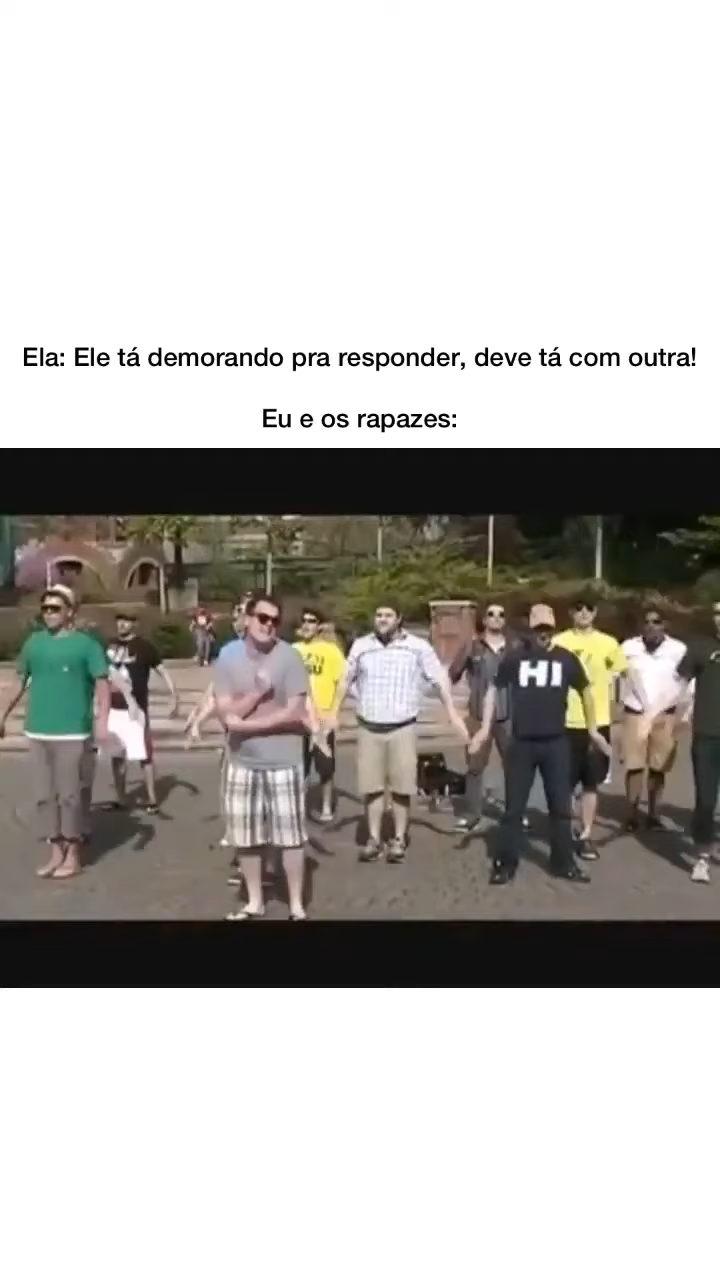 Ela: Ele tá demorando pra responder, deve tá com outra!
Eu e os rapazes:
HI